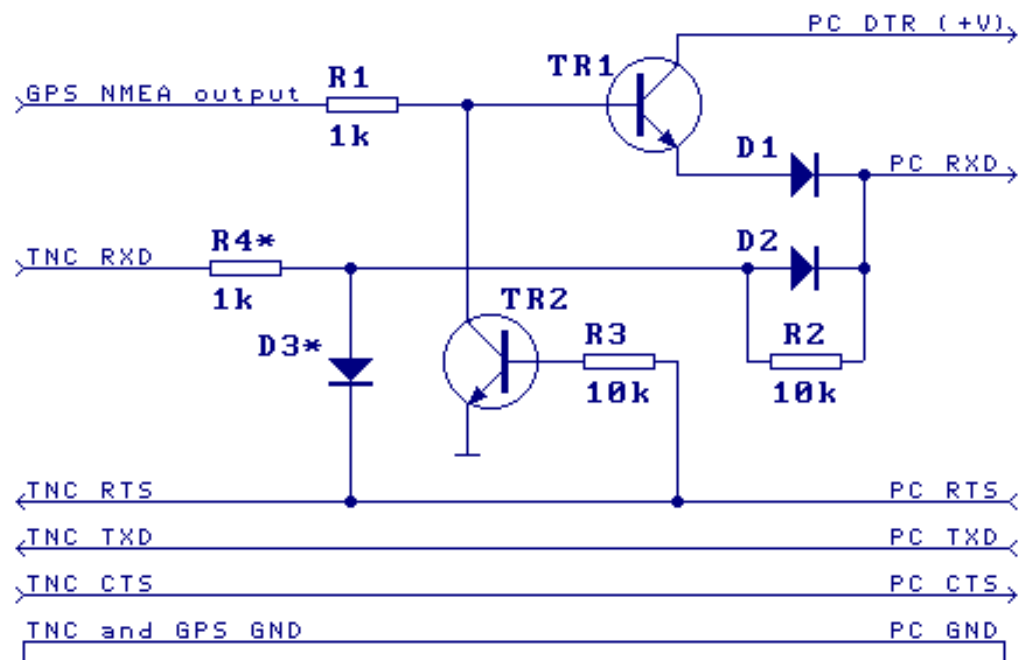 PC DTR (+V)
TR1
R1
GPS NMEA output
1k
D1
PC RXD
R4*
D2
TNC RXD
1k
TR2
D3*
R3
R2
10k
10k
TNC RTS
PC RTS
TNC TXD
PC TXD
TNC CTS
PC CTS
TNC and GPS GND
PC GND